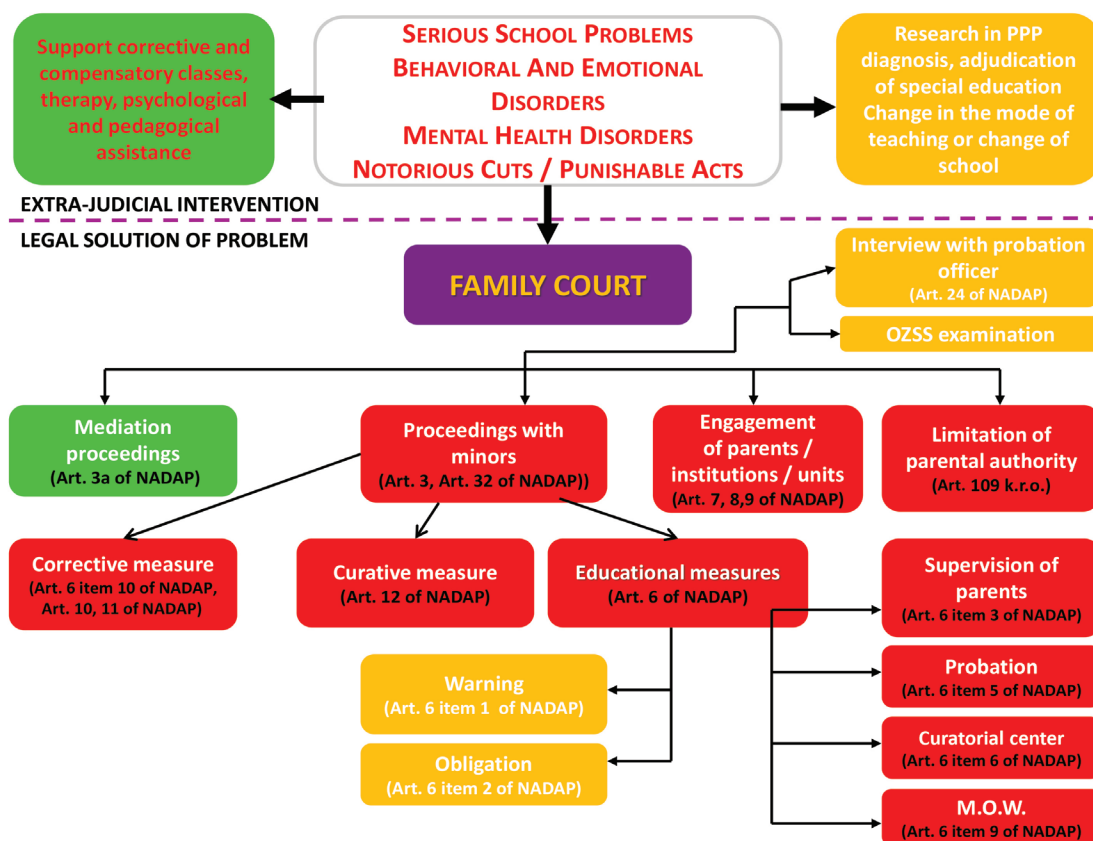 Support corrective and
compensatory classes,
therapy, psychological
and pedagogical
assistance
SERIOUS SCHOOL PROBLEMS
BEHAVIORAL AND EMOTIONAL
DISORDERS
MENTAL HEALTH DISORDERS
NOTORIOUS CUTS / PUNISHABLE ACTS
Research in PPP
diagnosis, adjudication
of special education
Change in the mode of
teaching or change of
school
EXTRA-JUDICIAL INTERVENTION
LEGAL SOLUTION OF PROBLEM
FAMILY COURT
Interview with probation
officer
(Art. 24 of NADAP)
OZSS examination
Mediation
proceedings
(Art. 3a of NADAP)
Proceedings with
minors
(Art. 3, Art. 32 of NADAP))
Engagement
of parents /
institutions / units
(Art. 7, 8,9 of NADAP)
Limitation of
parental authority
(Art. 109 k.r.o.)
Corrective measure
(Art. 6 item 10 of NADAP,
Art. 10, 11 of NADAP)
Curative measure
(Art. 12 of NADAP)
Educational measures
(Art. 6 of NADAP)
Supervision of
parents
(Art. 6 item 3 of NADAP)
Warning
(Art. 6 item 1 of NADAP)
Probation
(Art. 6 item 5 of NADAP)
Obligation
(Art. 6 item 2 of NADAP)
Curatorial center
(Art. 6 item 6 of NADAP)
M.O.W.
(Art. 6 item 9 of NADAP)